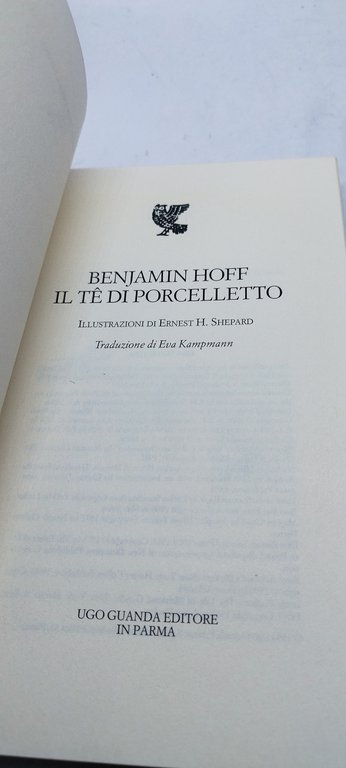 BENJAMIN HOFF
IL TÊ DI PORCELLETTO
ILLUSTRAZIONI DI ERNEST H. SHEPARD
Traduzione di Eva Kampmann
UGO GUANDA EDITORE
IN PARMA